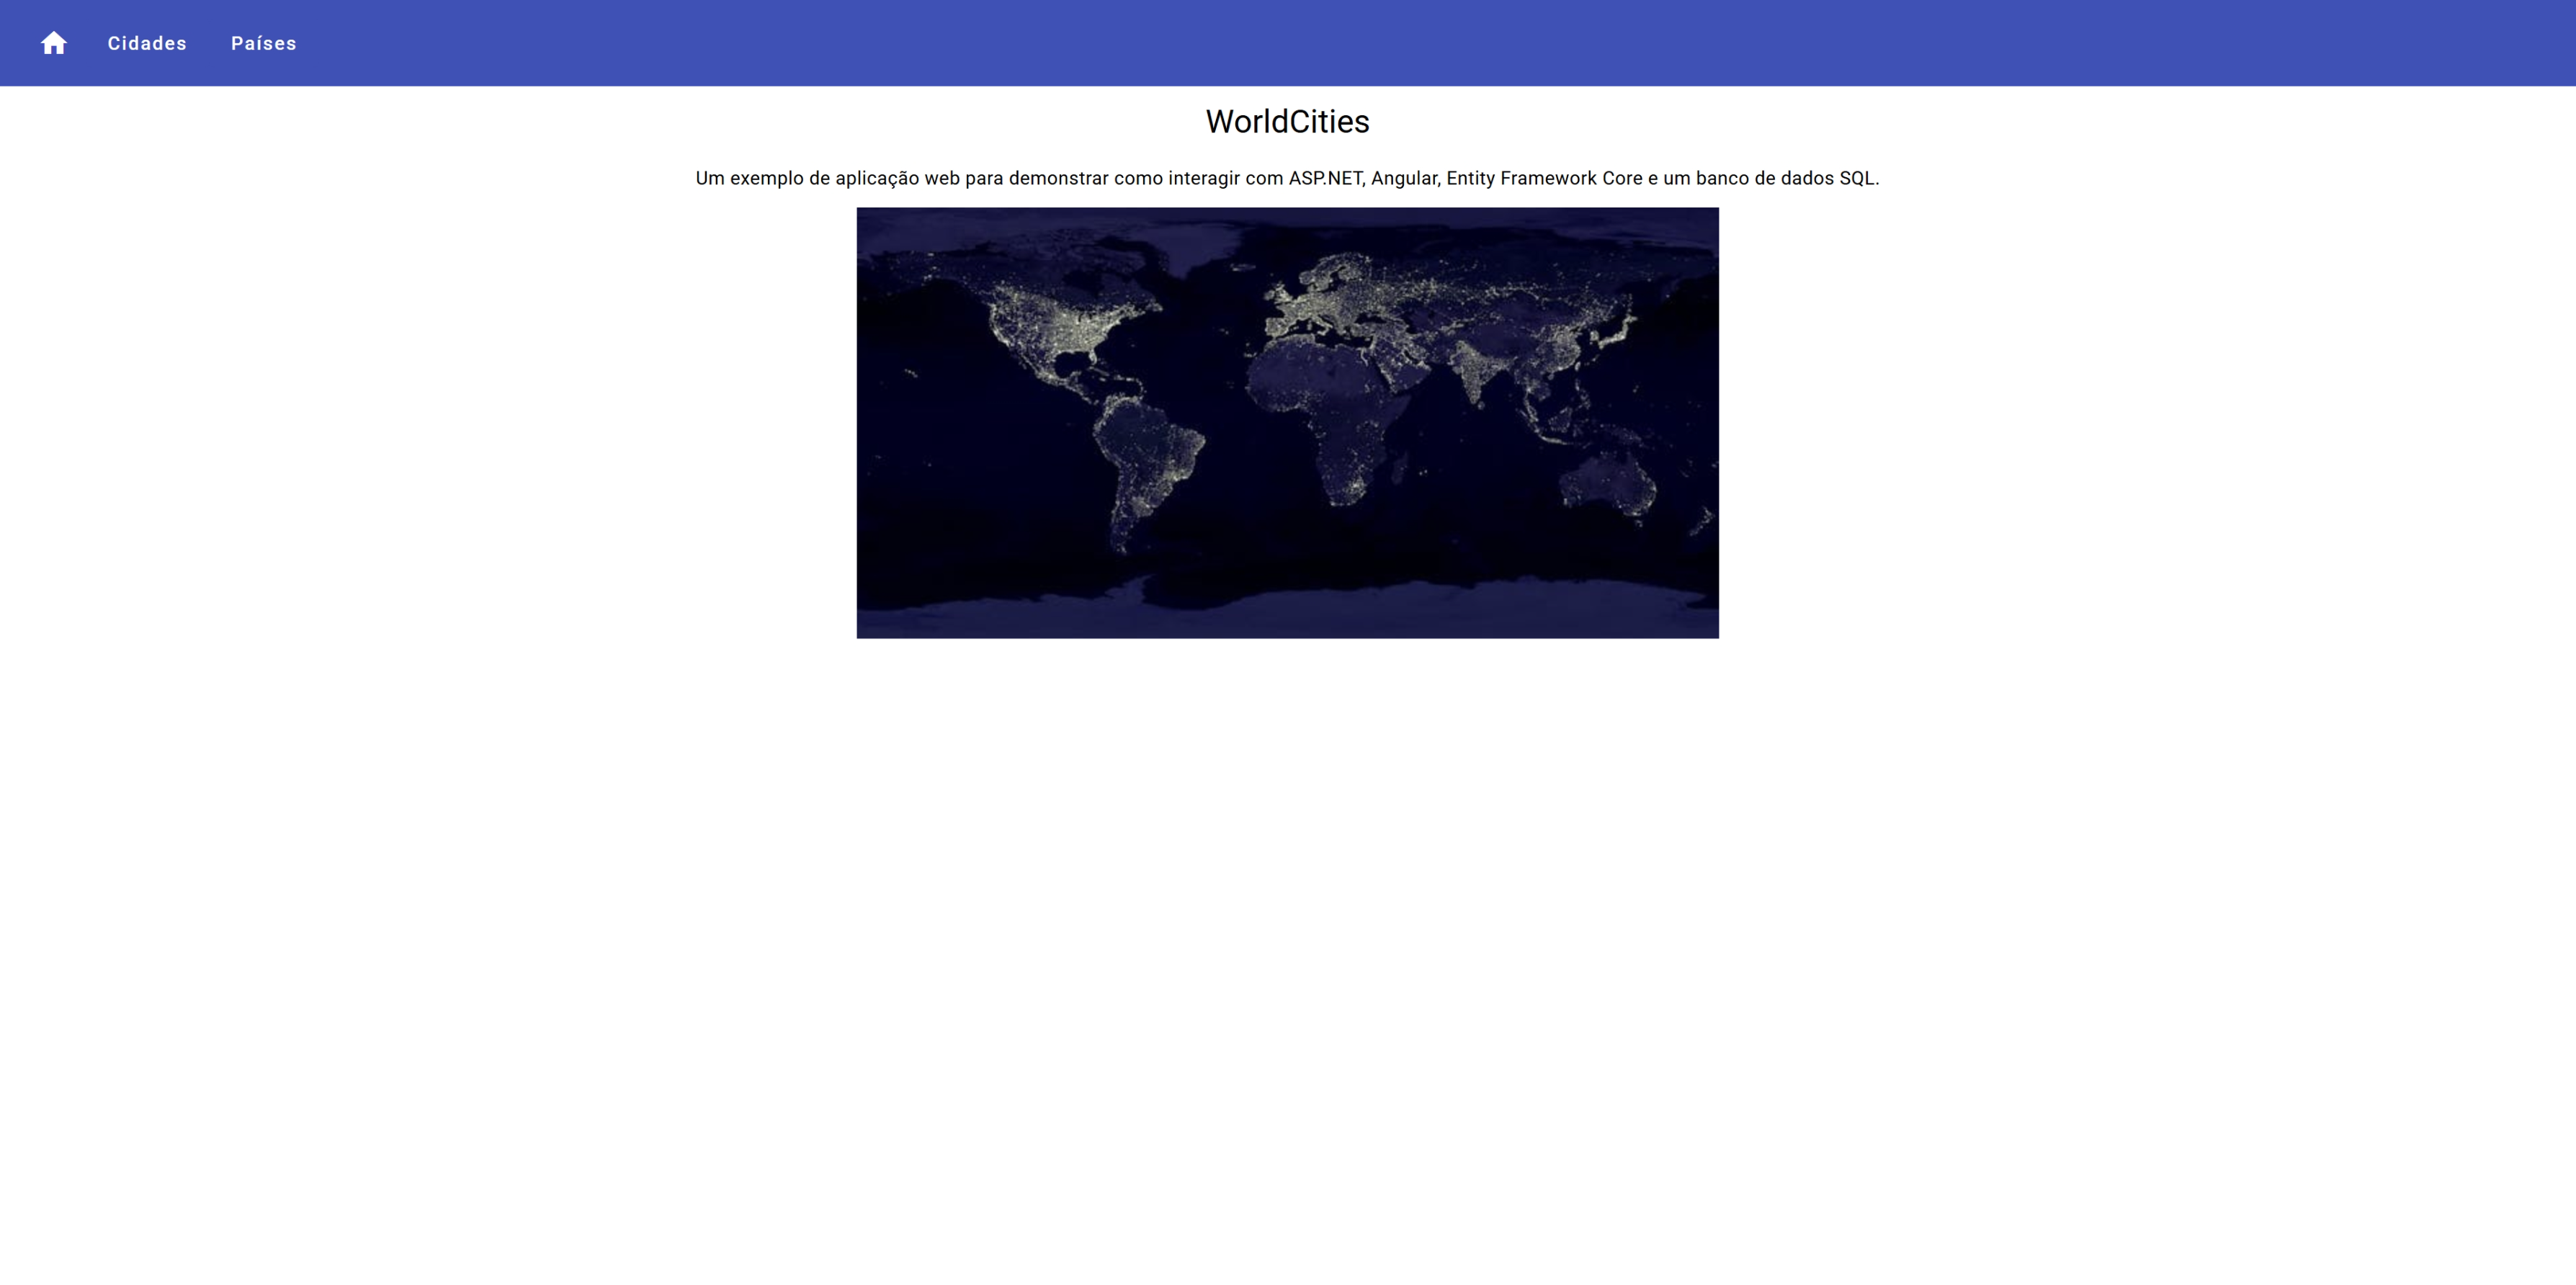 Cidades Países
WorldCities
Um exemplo de aplicação web para demonstrar como interagir com ASP.NET, Angular, Entity Framework Core e um banco de dados SQL.